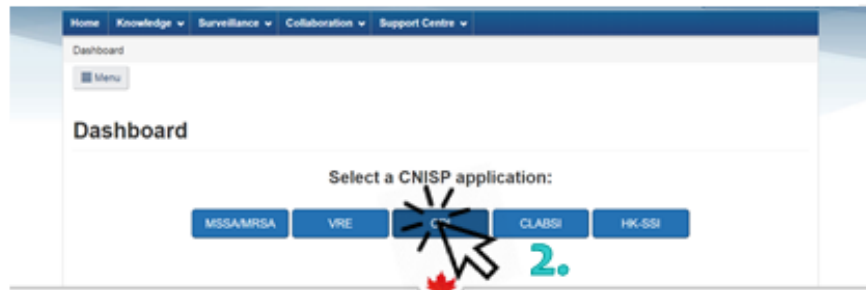 Home Knowledge Surveillance Collaboration Support Centre
Dashboard
Menu
Dashboard
Select a CNISP application:
MSSA/MRSA VRE CLABSI HK-SSI
2.